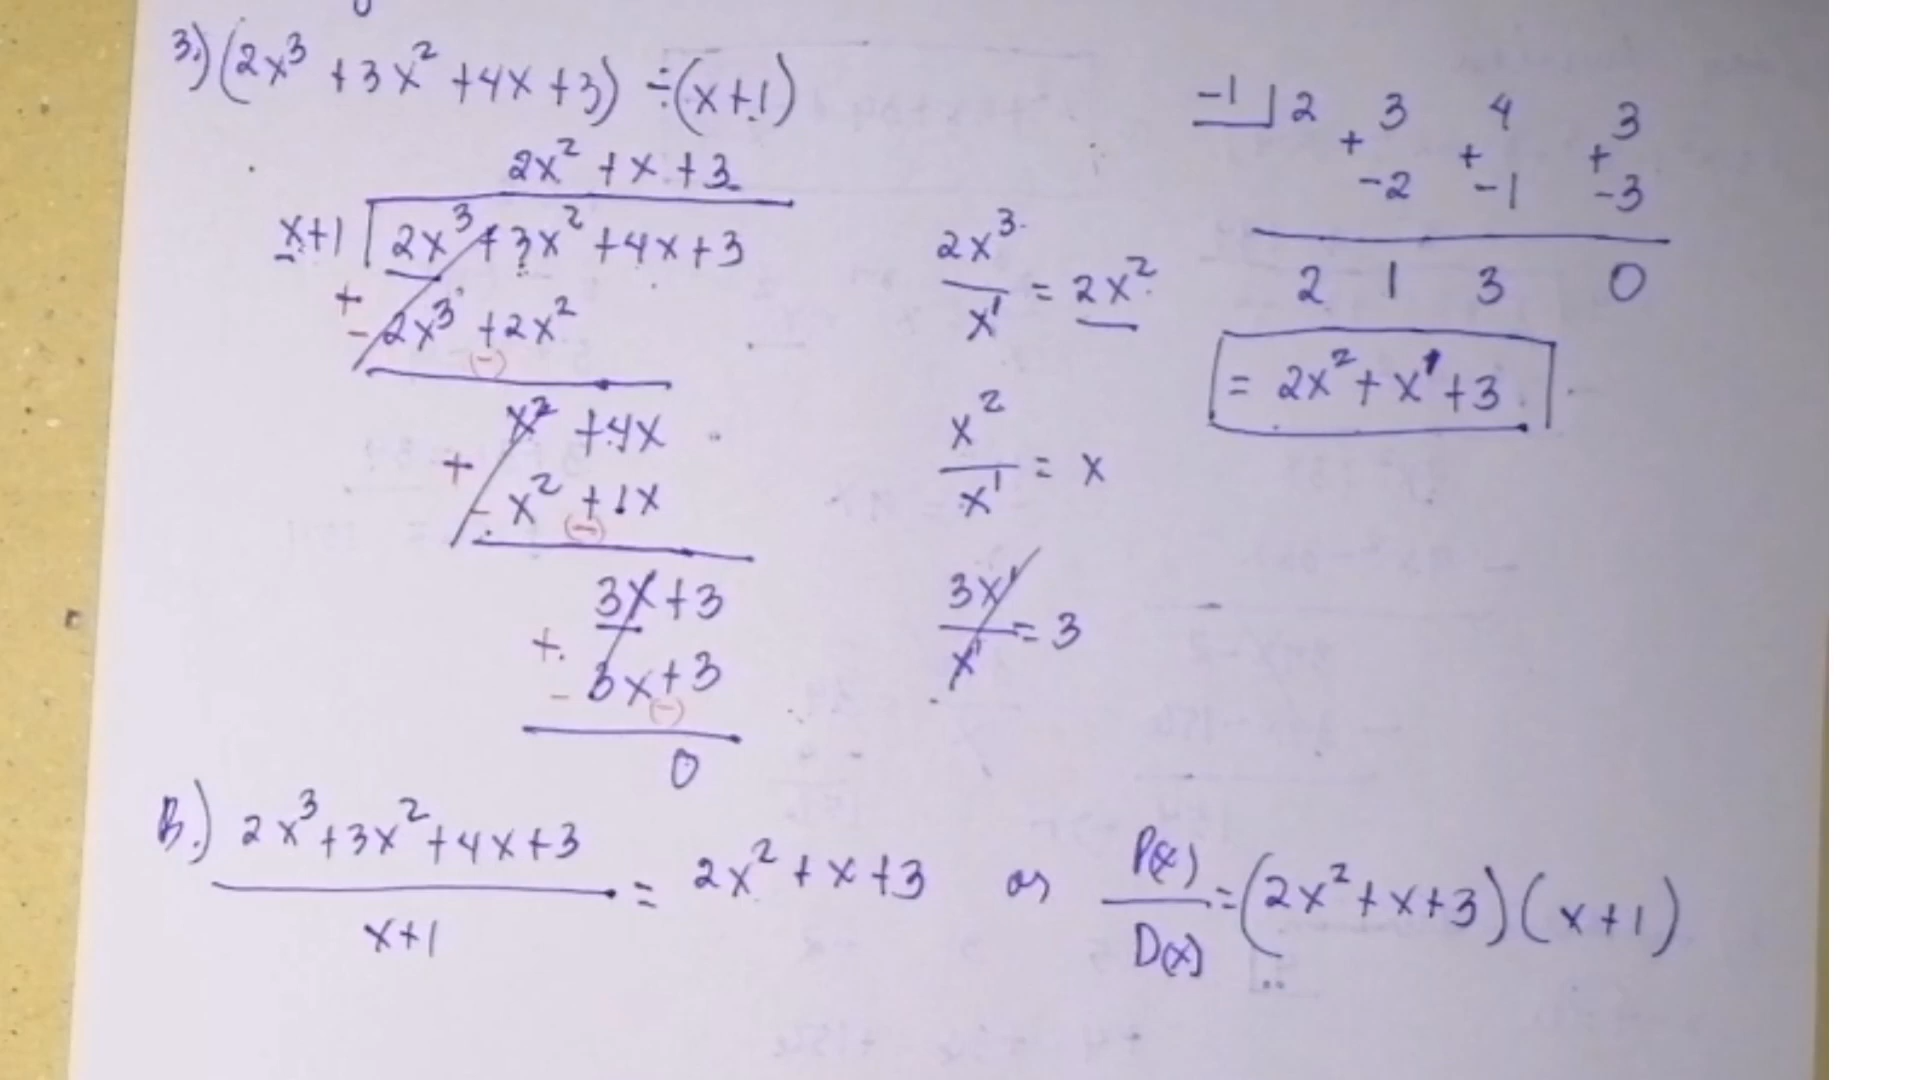 3.) (2x³ + 3x² + 4x + 3) ÷ (x+1)
2x² + x + 3
x+1 2x³ + 3x² + 4x + 3
+
- 2x³ + 2x²
(-)
x² + 4x
+
- x² + 1x
(-)
3x + 3
+
- 3x + 3
(-)
0
2x³
x¹ = 2x²
x²
x¹ = x
3x¹
x¹ = 3
-1 2 3 4 3
+ + +
-2 -1 -3
2 1 3 0
= 2x² + x¹ + 3
B.) 2x³ + 3x² + 4x + 3
x+1
= 2x² + x + 3 or P(x)
D(x) = (2x² + x + 3)(x + 1)